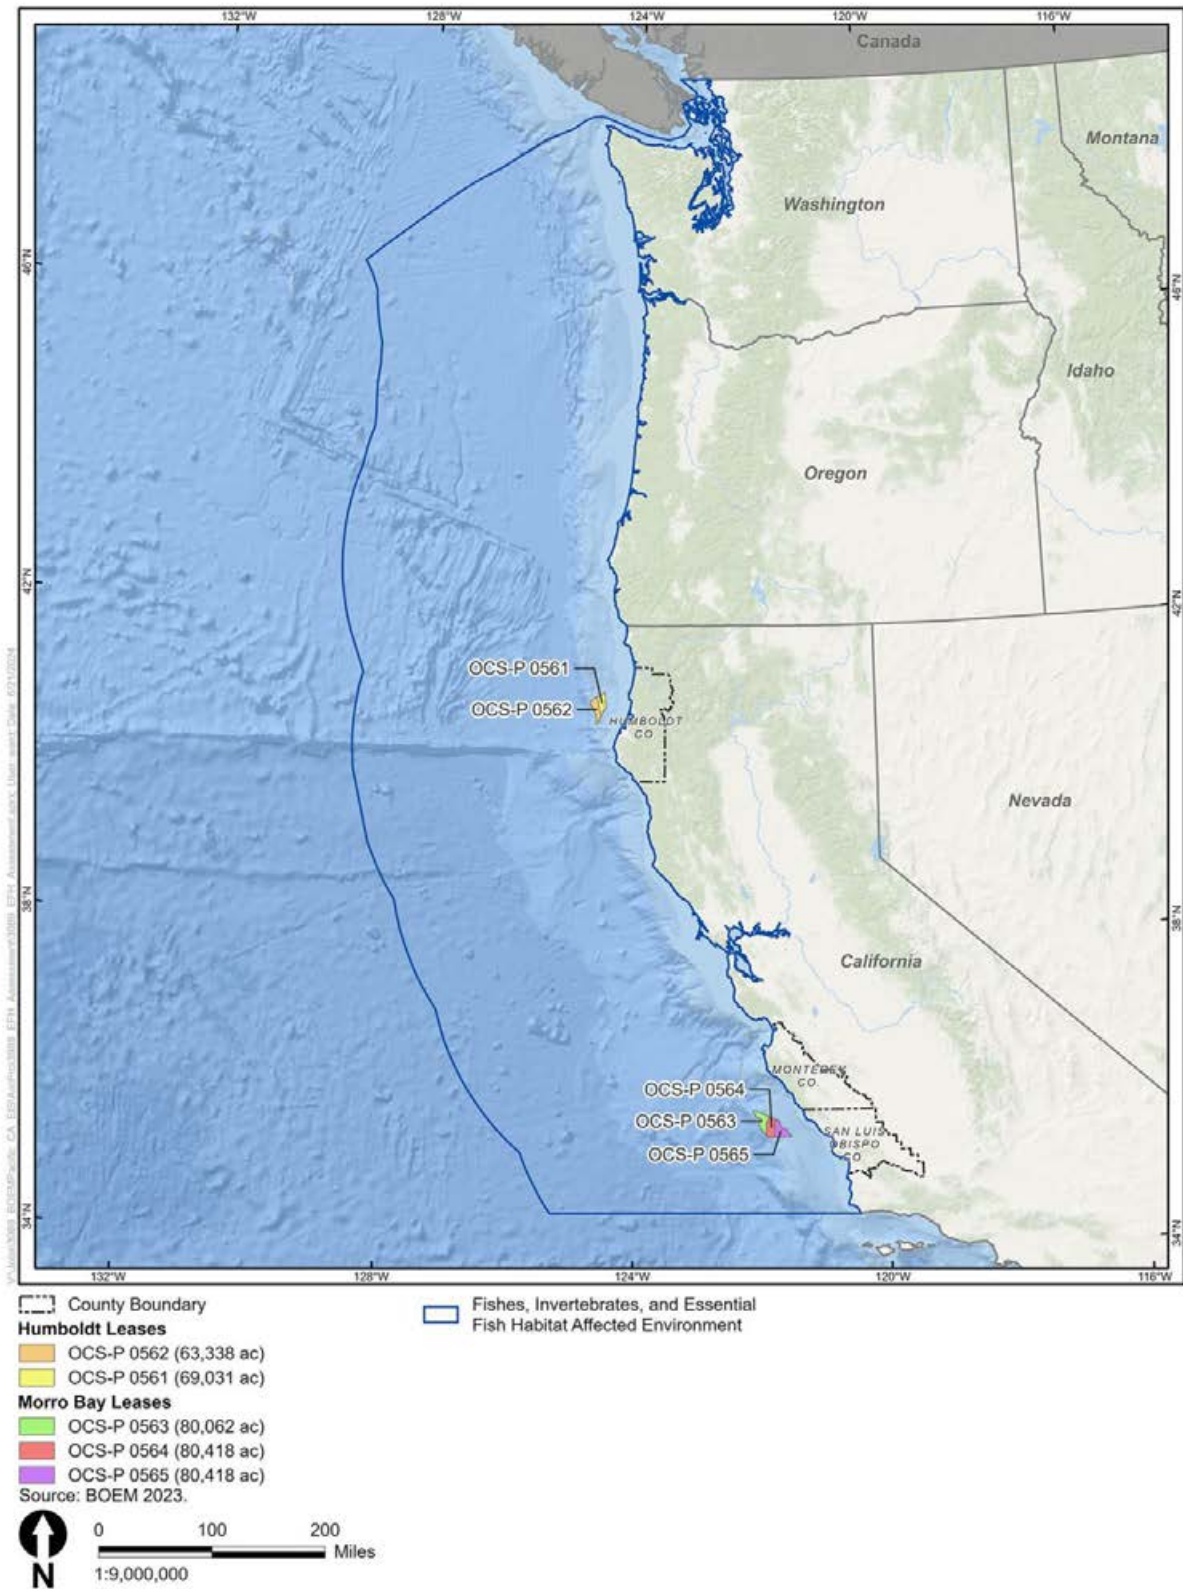 132°W 128°W 124°W 120°W 116°W
Canada
Montana
Washington
46°N 46°N
Idaho
Oregon
42°N 42°N
OCS-P 0561
OCS-P 0562
HUMBOLDT
CO
Nevada
38°N 38°N
California
MONTEREY
CO
OCS-P 0564
OCS-P 0563
SAN LUIS
OBISPO
CO
OCS-P 0565
34°N 34°N
132°W 128°W 124°W 120°W 116°W
County Boundary
Humboldt Leases
OCS-P 0562 (63,338 ac)
OCS-P 0561 (69,031 ac)
Morro Bay Leases
OCS-P 0563 (80,062 ac)
OCS-P 0564 (80,418 ac)
OCS-P 0565 (80,418 ac)
Source: BOEM 2023.
Fishes, Invertebrates, and Essential
Fish Habitat Affected Environment
0 100 200
Miles
1:9,000,000
N